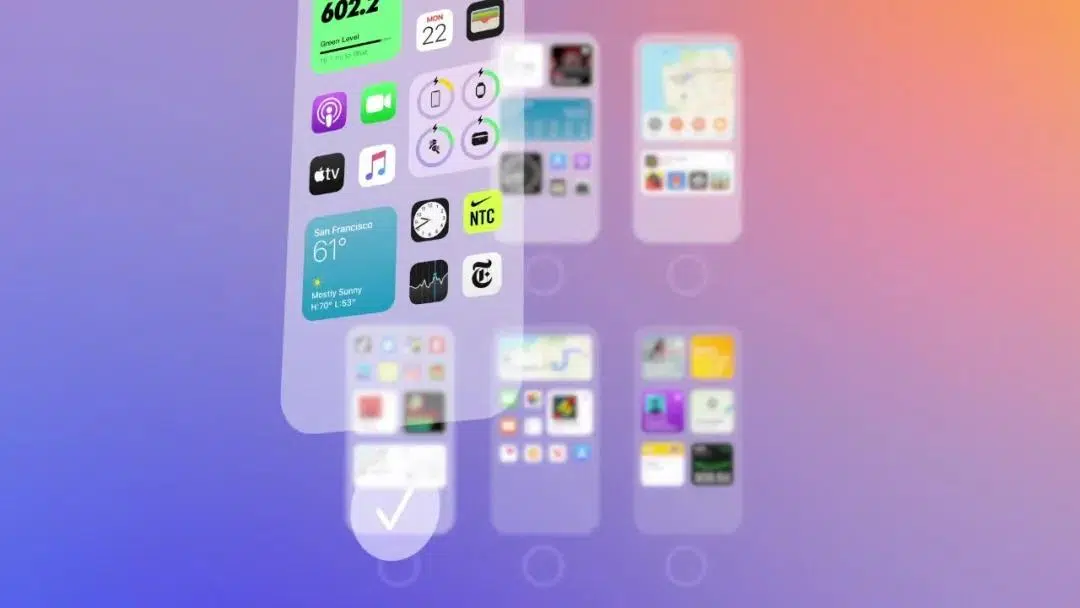 602.2
Green Level
MON
22
tv
San Francisco
61°
Mostly Sunny
H:70° L:53°
NTC